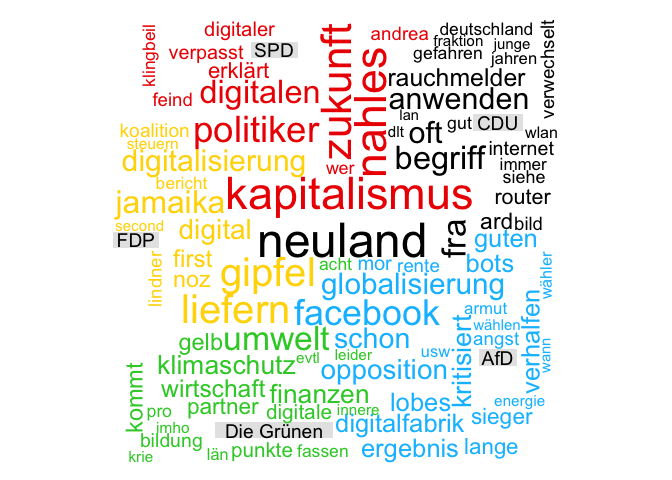 digitaler
andrea
deutschland
klingbeil
verpasst
SPD
zukunft
nahles
fraktion
junge
gefahren
jahren
verwechselt
erklärt
rauchmelder
feind
digitalen
anwenden
lan
koalition
politiker
dlt
oft
gut
CDU
wlan
steuern
digitalisierung
wer
begriff
internet
immer
bericht
siehe
jamaika
kapitalismus
router
second
digital
neuland
fra
ard
bild
FDP
guten
lindner
first
gipfel
acht
mor
rente
bots
wähler
noz
globalisierung
liefern
facebook
kritisiert
armut
verhalfen
gelb
umwelt
schon
wählen
angst
wann
klimaschutz
evtl
leider
usw
AfD
kommt
opposition
wirtschaft
finanzen
energie
pro
partner
digitale
innere
lobes
sieger
jmho
Die Grünen
digitalfabrik
bildung
krie
län
punkte
fassen
ergebnis
lange